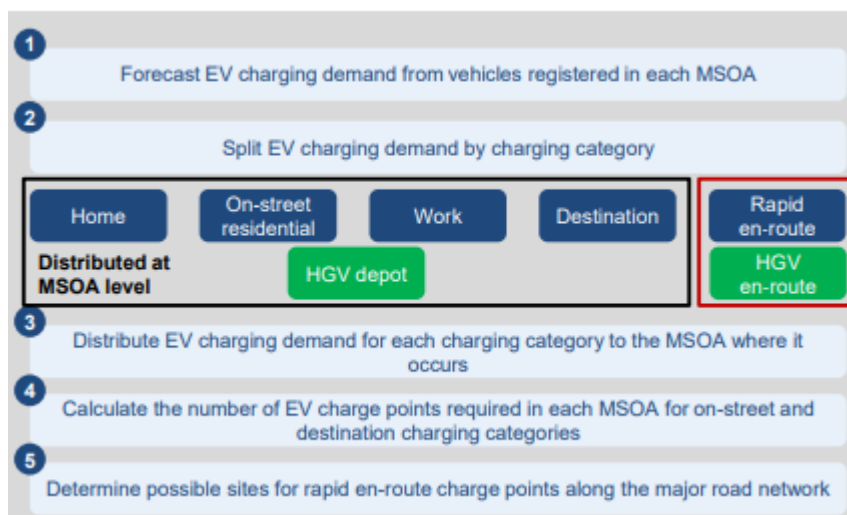 1
Forecast EV charging demand from vehicles registered in each MSOA
2
Split EV charging demand by charging category
Home
On-street
residential
Work
Destination
Rapid
en-route
Distributed at
MSOA level
HGV depot
HGV
en-route
3
Distribute EV charging demand for each charging category to the MSOA where it
occurs
4
Calculate the number of EV charge points required in each MSOA for on-street and
destination charging categories
5
Determine possible sites for rapid en-route charge points along the major road network